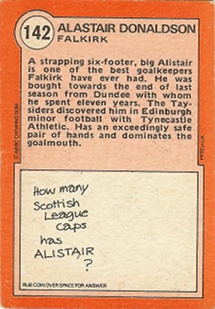 142
ALASTAIR DONALDSON
FALKIRK
A strapping six-footer, big Alistair
is one of the best goalkeepers
Falkirk have ever had. He was
bought towards the end of last
season from Dundee with whom
he spent eleven years. The Tay-
siders discovered him in Edinburgh
minor football with Tynecastle
Athletic. Has an exceedingly safe
pair of hands and dominates the
goalmouth.
How many
Scottish
League
caps
has
ALISTAIR
?
RUB COIN OVER SPACE FOR ANSWER